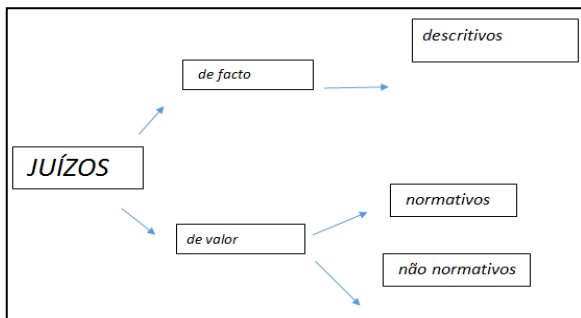 descritivos
de facto
JUÍZOS
normativos
de valor
não normativos